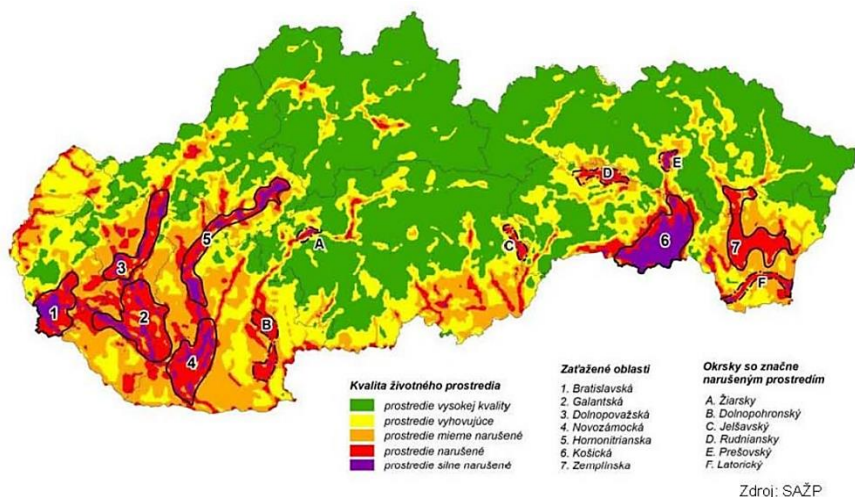 E
D
A
5
C
6
7
3
F
1
2
B
4
Kvalita životného prostredia
prostredie vysokej kvality
prostredie vyhovujúce
prostredie mierne narušené
prostredie narušené
prostredie silne narušené
Zaťažené oblasti
1. Bratislavská
2. Galantská
3. Dolnopovažská
4. Novozámocká
5. Hornonitrianska
6. Košická
7. Zemplínska
Okrsky so značne
narušeným prostredím
A. Žiarsky
B. Dolnopohronský
C. Jelšavský
D. Rudniansky
E. Prešovský
F. Latorický
Zdroj: SAŽP